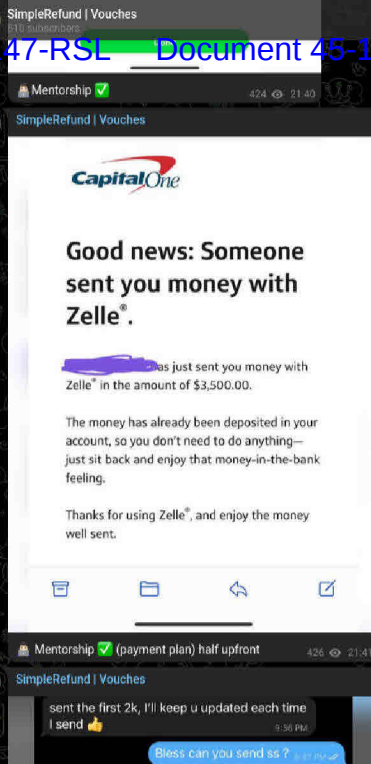 SimpleRefund | Vouches
510 subscribers
47-RSL Document 45-1
Mentorship ✅
424 21:40
SimpleRefund | Vouches
CapitalOne
Good news: Someone
sent you money with
Zelle®.
as just sent you money with
Zelle® in the amount of $3,500.00.
The money has already been deposited in your
account, so you don't need to do anything—
just sit back and enjoy that money-in-the-bank
feeling.
Thanks for using Zelle®, and enjoy the money
well sent.
Mentorship ✅ (payment plan) half upfront
426 21:41
SimpleRefund | Vouches
sent the first 2k, I'll keep u updated each time
I send 👍
9:36 PM
Bless can you send ss ?